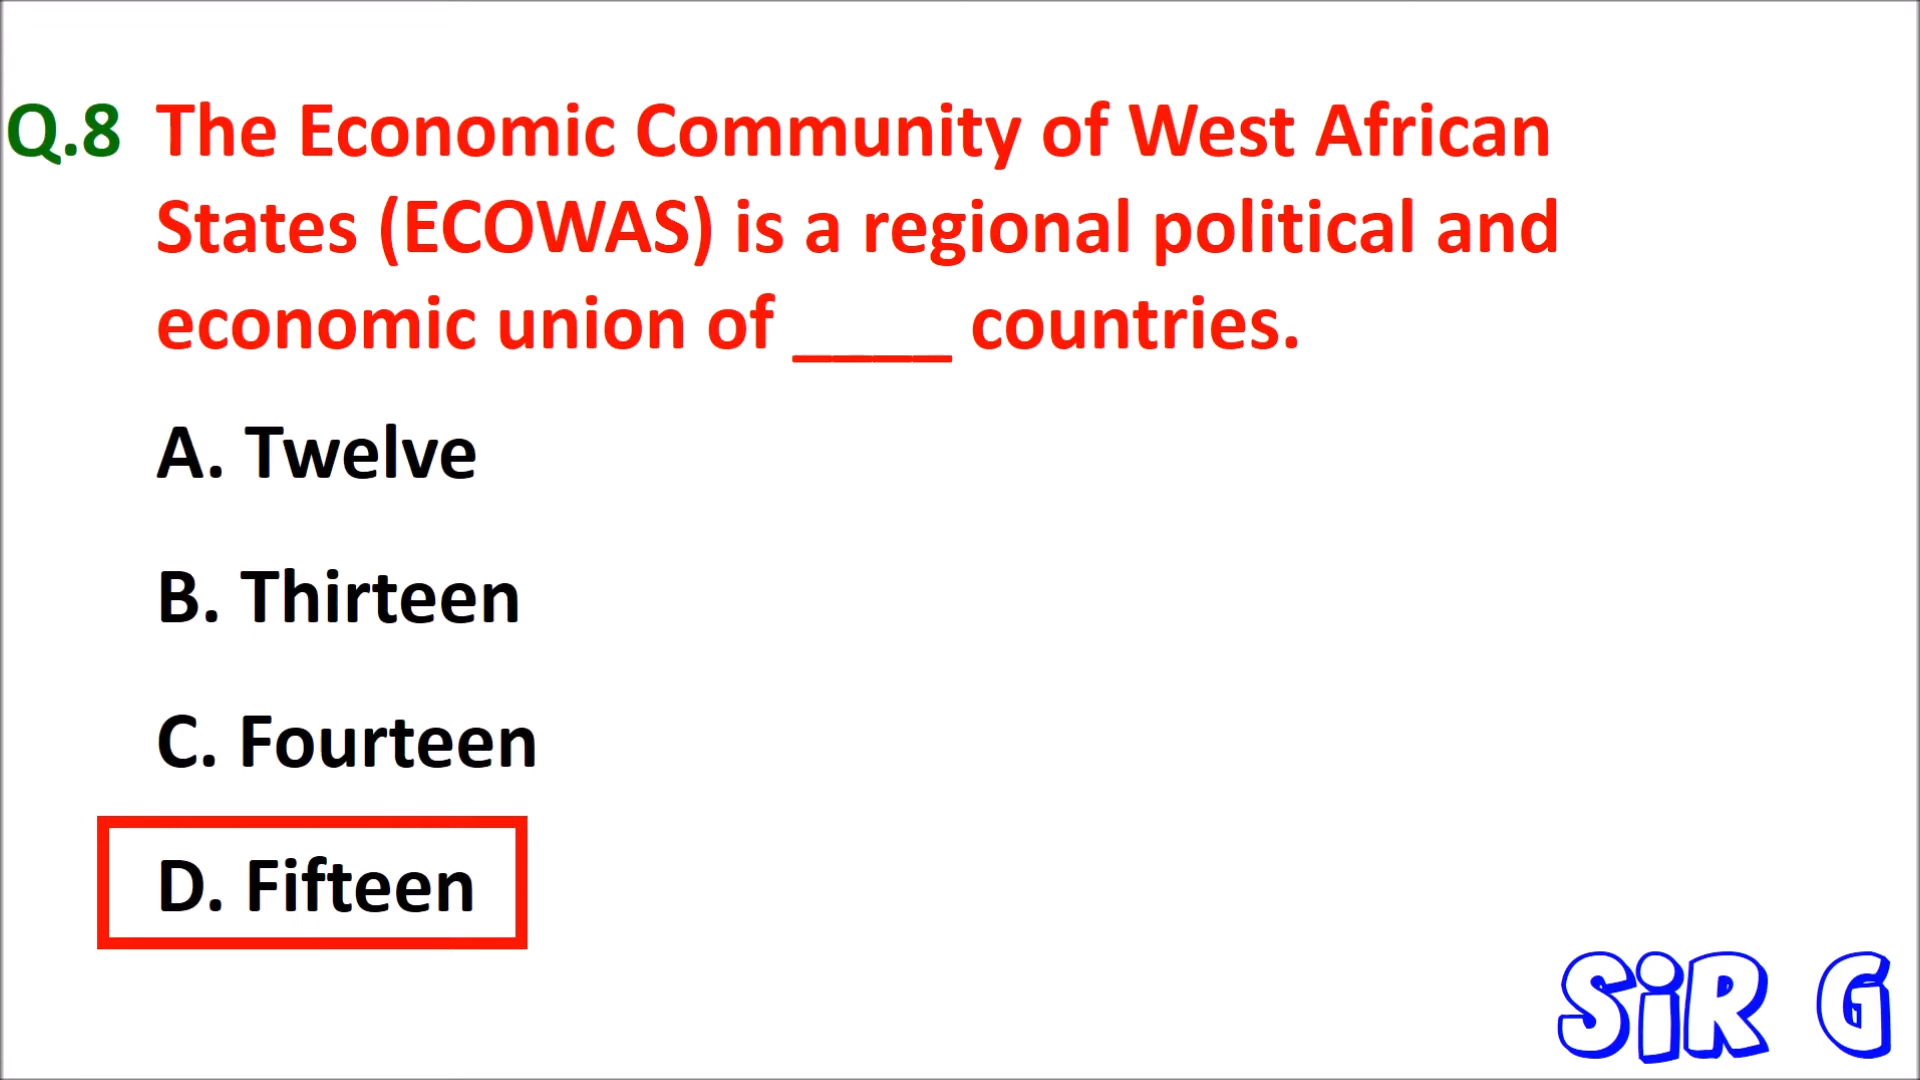 Q.8 The Economic Community of West African
States (ECOWAS) is a regional political and
economic union of ____ countries.
A. Twelve
B. Thirteen
C. Fourteen
D. Fifteen
SiR G